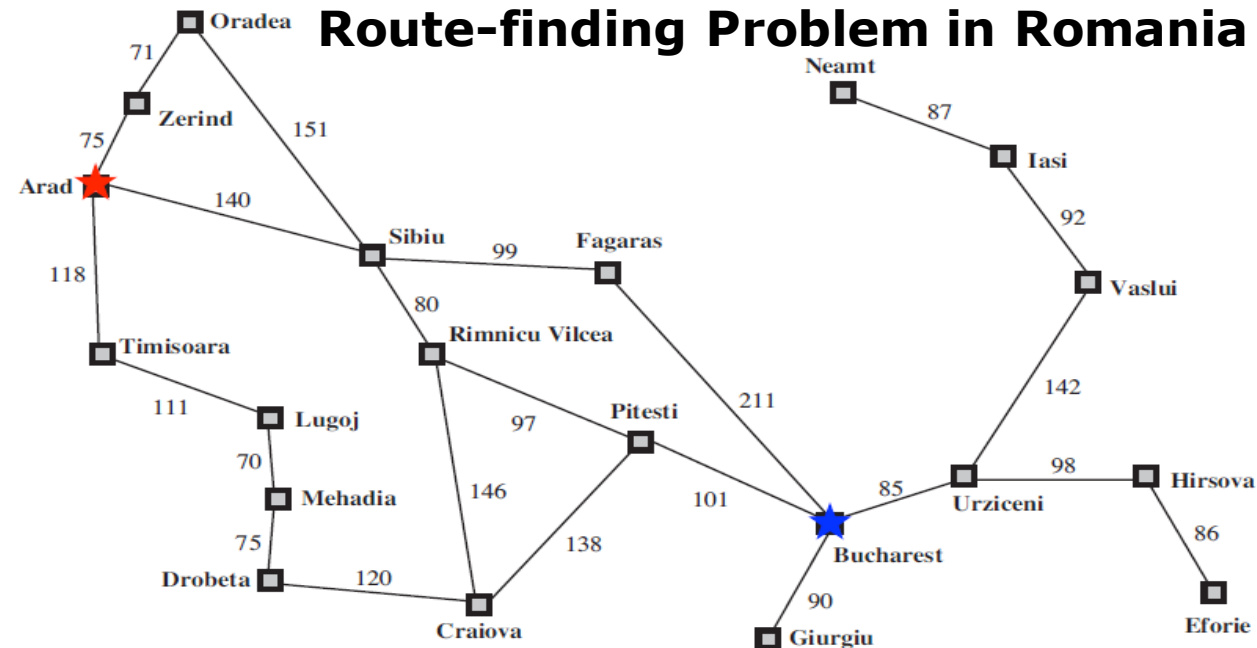 Oradea
Route-finding Problem in Romania
71
Neamt
87
Zerind
151
75
Iasi
Arad
140
92
Sibiu
99
Fagaras
118
80
Vaslui
Timisoara
Rimnicu Vilcea
142
111
211
Lugoj
97
Pitesti
70
98
Hirsova
Mehadia
146
101
85
Urziceni
75
138
Bucharest
86
Drobeta
120
90
Craiova
Giurgiu
Eforie